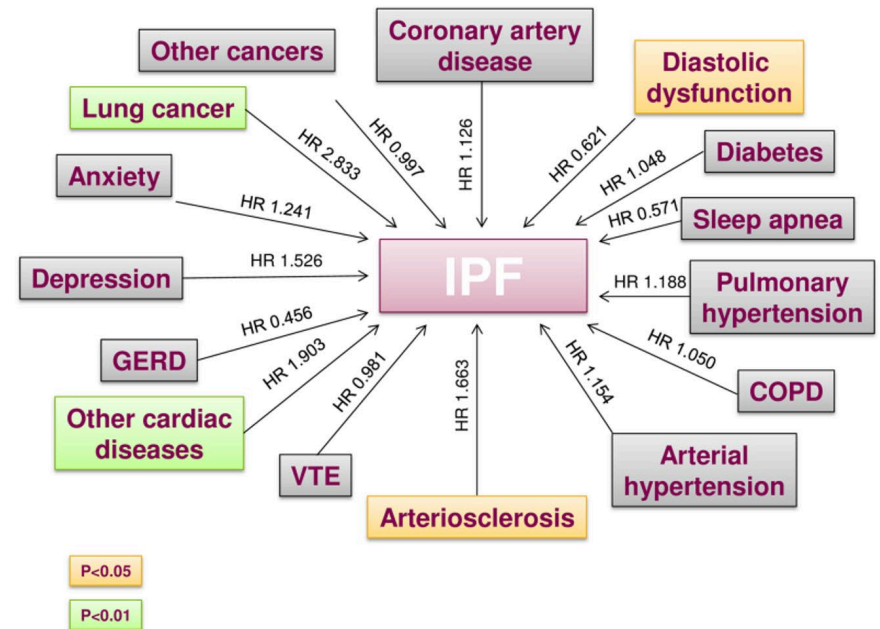 Other cancers
Coronary artery
disease
Diastolic
dysfunction
Lung cancer
HR 2.833
HR 0.997
HR 1.126
HR 0.621
HR 1.048
Diabetes
Anxiety
HR 1.241
HR 0.571
Sleep apnea
Depression
HR 1.526
IPF
HR 1.188
Pulmonary
hypertension
GERD
HR 0.456
HR 1.903
HR 0.981
HR 1.663
HR 1.154
HR 1.050
COPD
Other cardiac
diseases
VTE
Arterial
hypertension
Arteriosclerosis
P<0.05
P<0.01